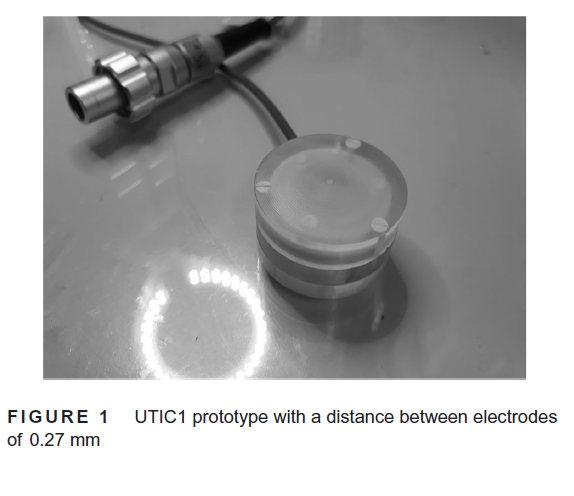 FIGURE 1 UTIC1 prototype with a distance between electrodes
of 0.27 mm